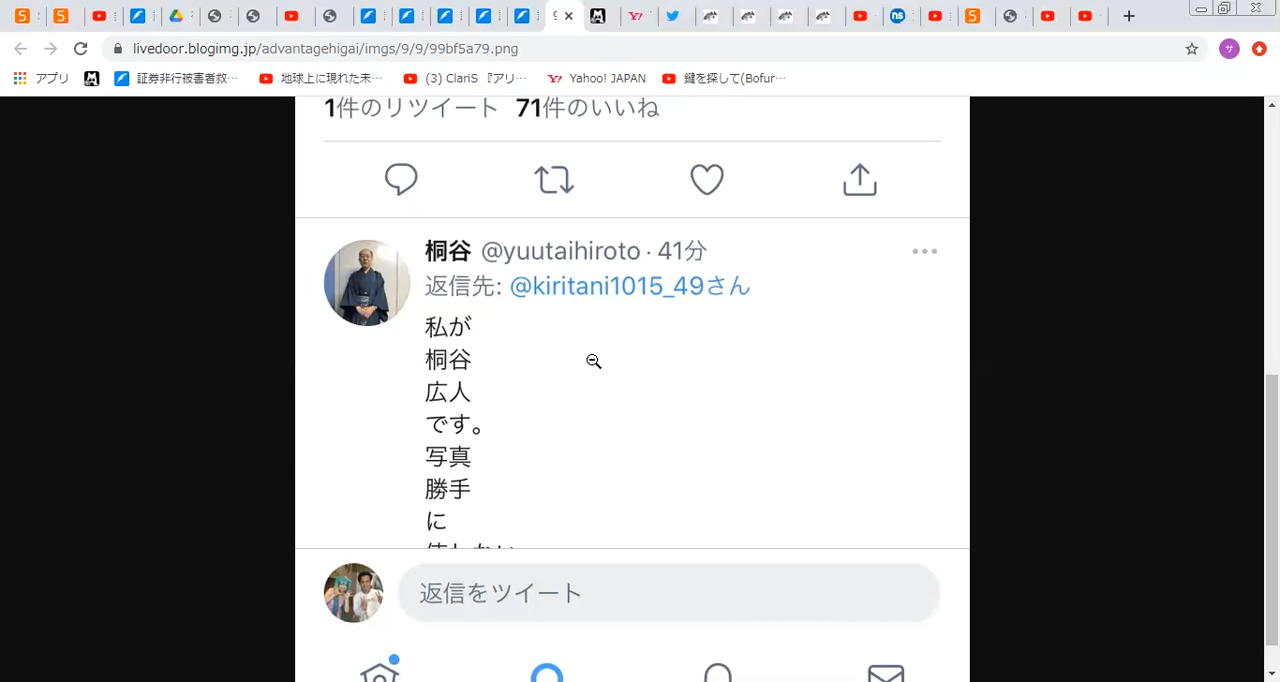 livedoor.blogimg.jp/advantagehigai/imgs/9/9/99bf5a79.png
アプリ
証券非行被害者救…
地球上に現れた未…
(3) ClariS 『アリ…
Yahoo! JAPAN
鍵を探して(Bofur…
1件のリツイート 71件のいいね
桐谷 @yuutaihiroto · 41分
返信先: @kiritani1015_49さん
私が
桐谷
広人
です。
写真
勝手
に
返信をツイート